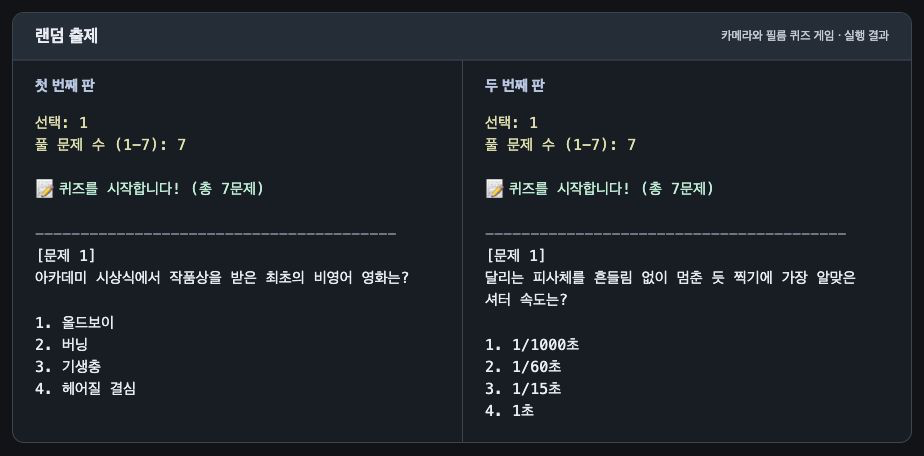 랜덤 출제
카메라와 필름 퀴즈 게임 · 실행 결과
첫 번째 판
선택: 1
풀 문제 수 (1-7): 7
📝 퀴즈를 시작합니다! (총 7문제)
----------------------------------------
[문제 1]
아카데미 시상식에서 작품상을 받은 최초의 비영어 영화는?
1. 올드보이
2. 버닝
3. 기생충
4. 헤어질 결심
두 번째 판
선택: 1
풀 문제 수 (1-7): 7
📝 퀴즈를 시작합니다! (총 7문제)
----------------------------------------
[문제 1]
달리는 피사체를 흔들림 없이 멈춘 듯 찍기에 가장 알맞은
셔터 속도는?
1. 1/1000초
2. 1/60초
3. 1/15초
4. 1초